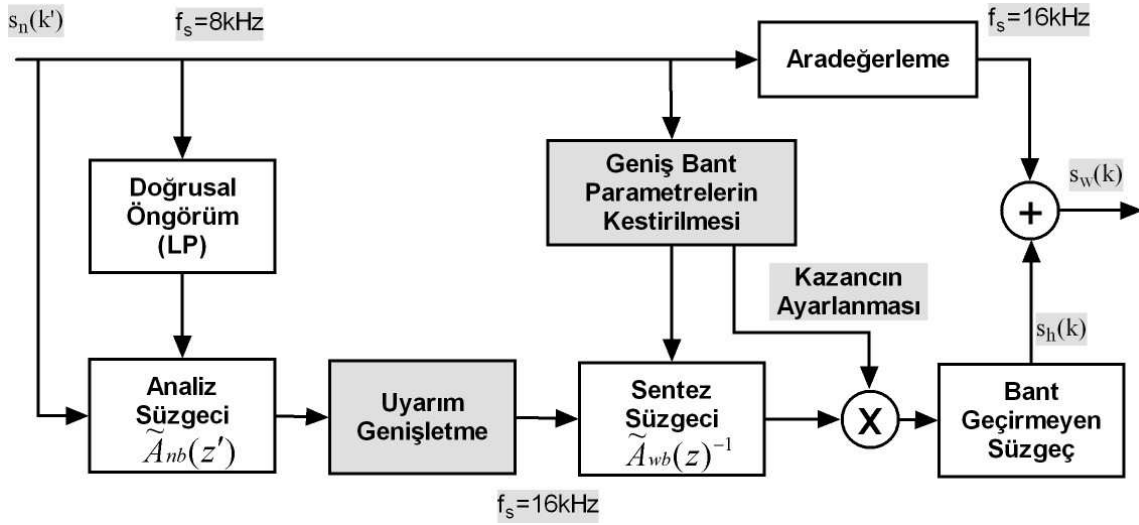 s_n(k')
f_s=8kHz
f_s=16kHz
Aradeğerleme
Doğrusal
Öngörüm
(LP)
Geniş Bant
Parametrelerin
Kestirilmesi
s_w(k)
+
Kazancın
Ayarlanması
s_h(k)
Analiz
Süzgeci
Ã_nb(z′)
Uyarım
Genişletme
Sentez
Süzgeci
Ã_wb(z)⁻¹
X
Bant
Geçirmeyen
Süzgeç
f_s=16kHz